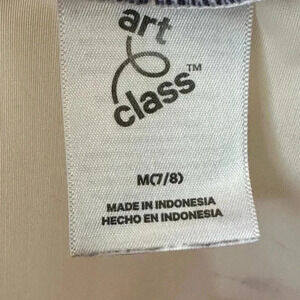 art
class™
M(7/8)
MADE IN INDONESIA
HECHO EN INDONESIA